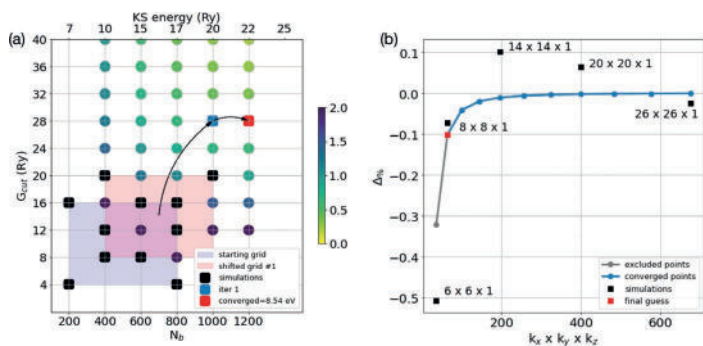 KS energy (Ry)
(a)
7 10 15 17 20 22 25
40
36
32
28
24
20
16
12
8
4
G_cut (Ry)
200 400 600 800 1000 1200
N_b
starting grid
shifted grid #1
simulations
iter 1
converged=8.54 eV
2.0
1.5
1.0
0.5
0.0
(b)
0.1
0.0
−0.1
−0.2
−0.3
−0.4
−0.5
Δ%
14 x 14 x 1
20 x 20 x 1
8 x 8 x 1
26 x 26 x 1
6 x 6 x 1
excluded points
converged points
simulations
final guess
200 400 600
k_x x k_y x k_z